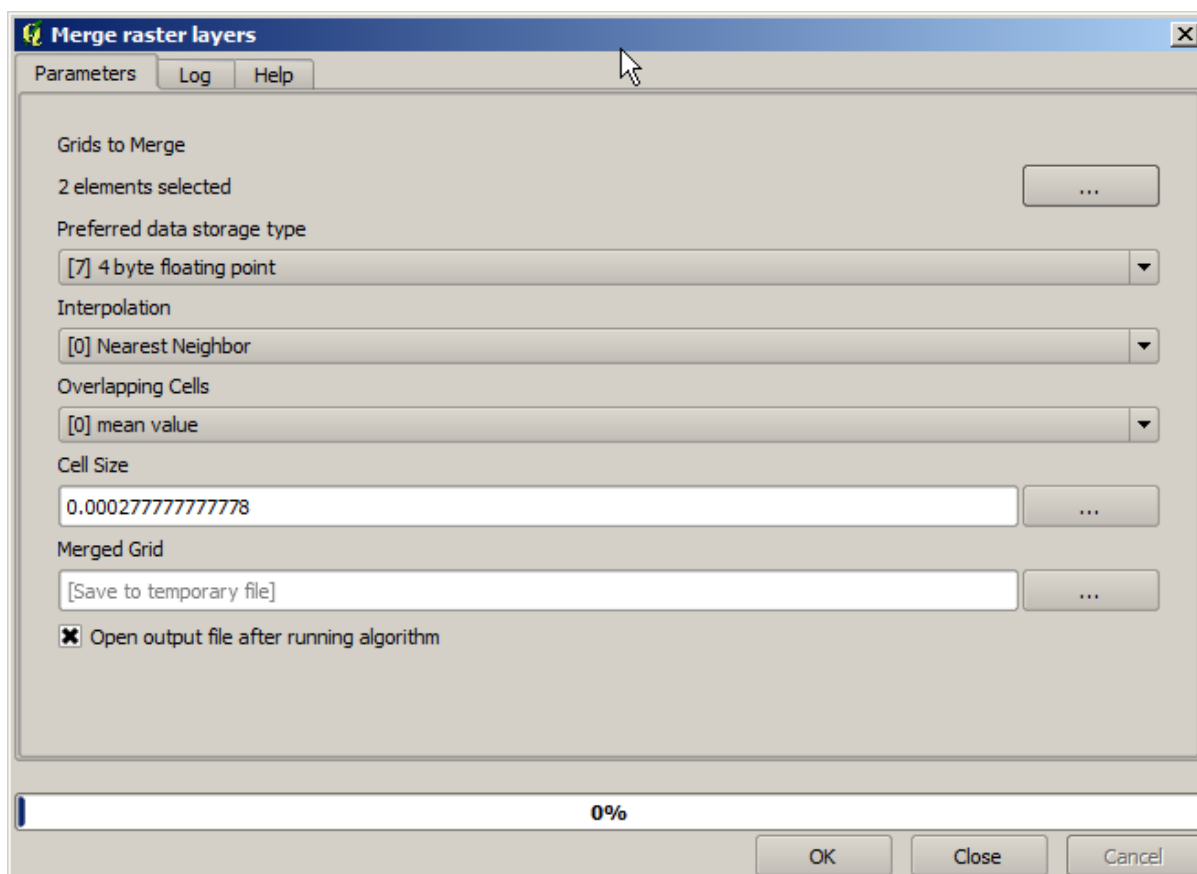 Merge raster layers
Parameters Log Help
Grids to Merge
2 elements selected
...
Preferred data storage type
[7] 4 byte floating point
Interpolation
[0] Nearest Neighbor
Overlapping Cells
[0] mean value
Cell Size
0.000277777777778
...
Merged Grid
[Save to temporary file]
...
Open output file after running algorithm
0%
OK Close Cancel